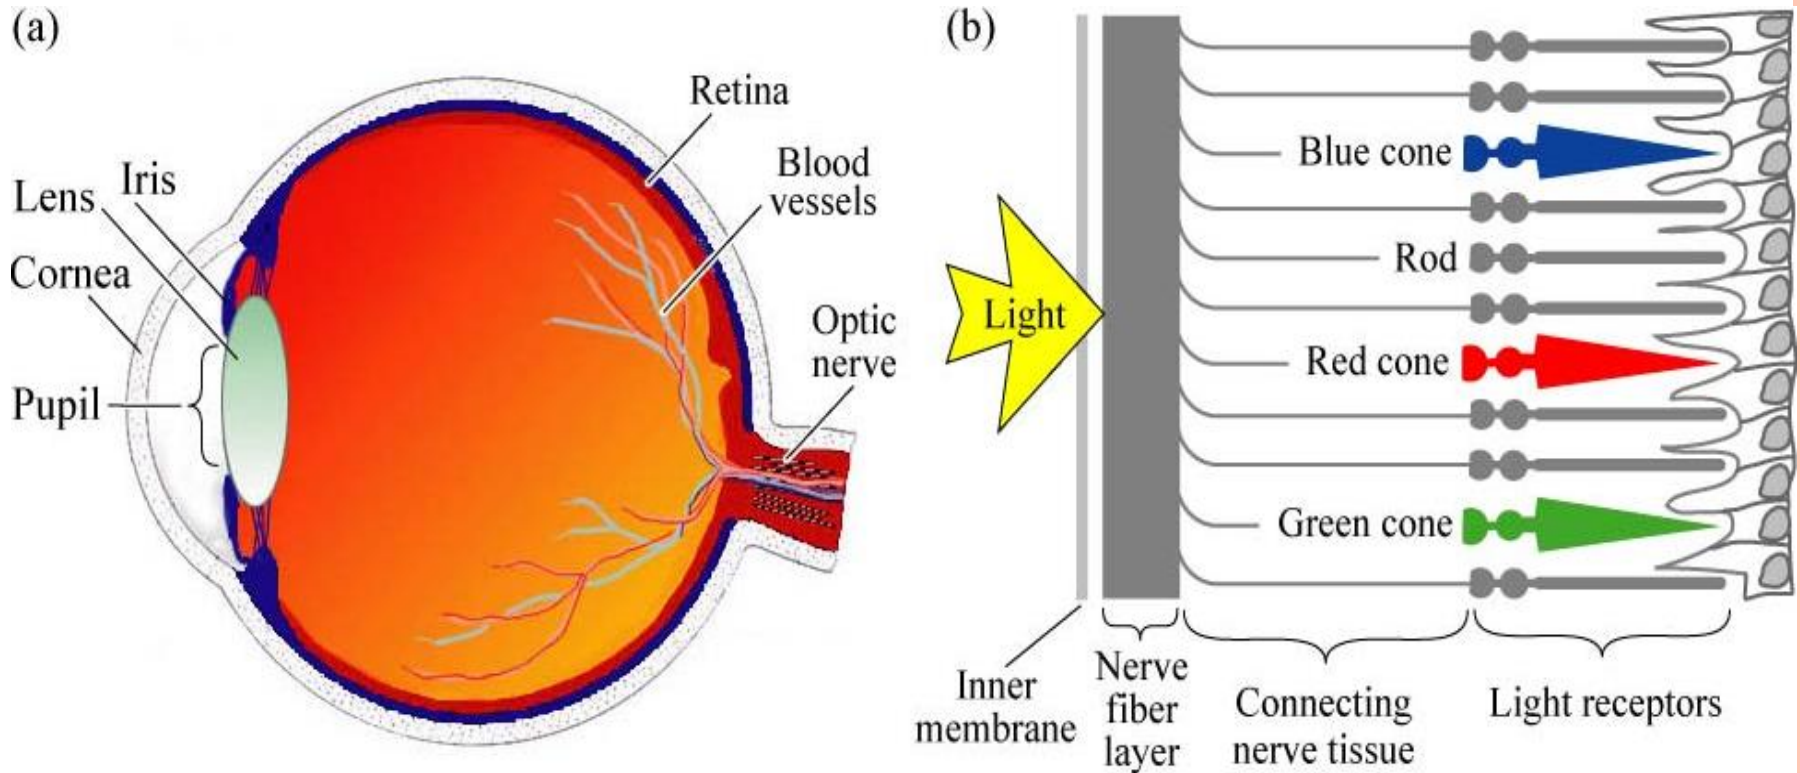 (a)
Retina
Blood
vessels
Iris
Lens
Cornea
Optic
nerve
Pupil
(b)
Blue cone
Rod
Light
Red cone
Green cone
Inner
membrane
Nerve
fiber
layer
Connecting
nerve tissue
Light receptors